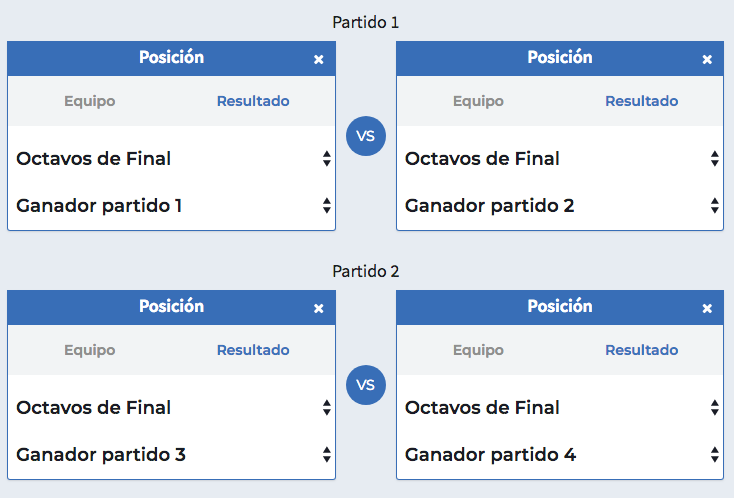 Partido 1
Posición × Posición ×
Equipo Resultado Equipo Resultado
VS
Octavos de Final Octavos de Final
Ganador partido 1 Ganador partido 2
Partido 2
Posición × Posición ×
Equipo Resultado Equipo Resultado
VS
Octavos de Final Octavos de Final
Ganador partido 3 Ganador partido 4